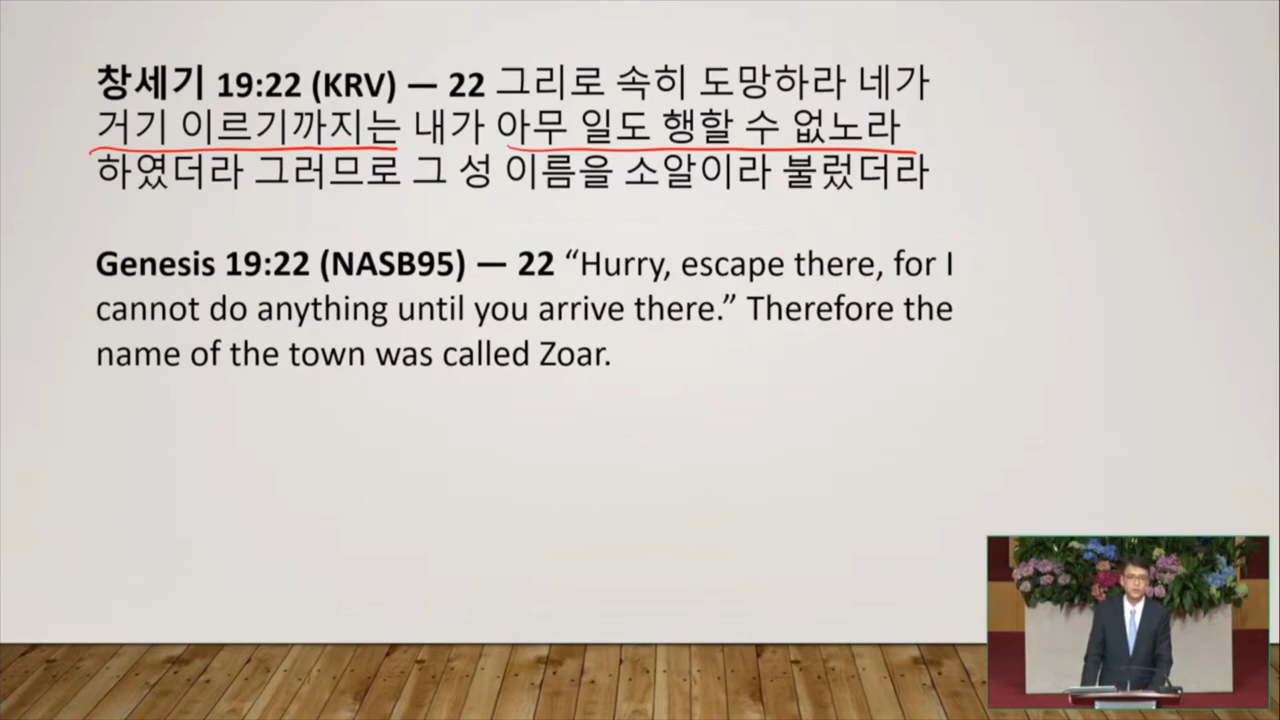 창세기 19:22 (KRV) — 22 그리로 속히 도망하라 네가
거기 이르기까지는 내가 아무 일도 행할 수 없노라
하였더라 그러므로 그 성 이름을 소알이라 불렀더라
Genesis 19:22 (NASB95) — 22 “Hurry, escape there, for I
cannot do anything until you arrive there.” Therefore the
name of the town was called Zoar.